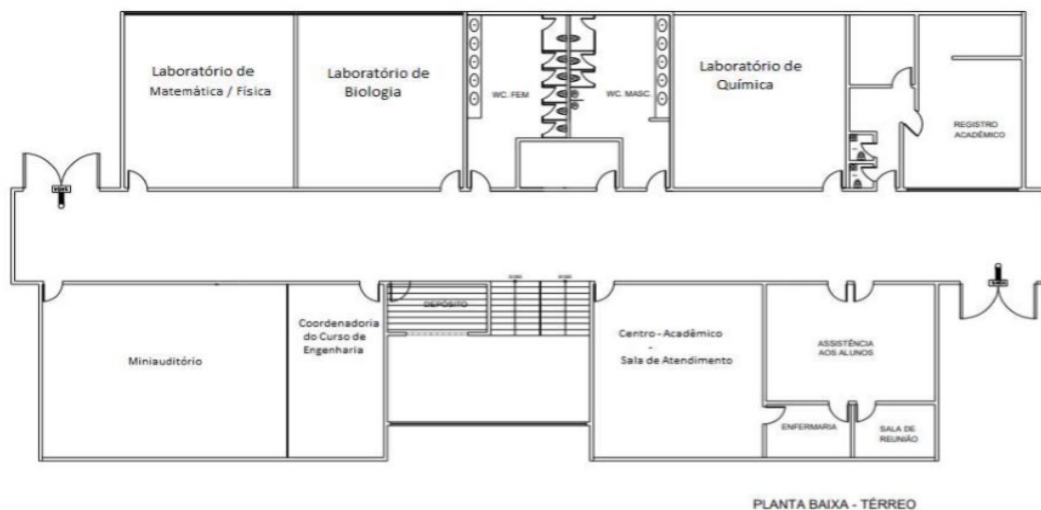 Laboratório de
Matemática / Física
Laboratório de
Biologia
WC. FEM
WC. MASC.
Laboratório de
Química
REGISTRO
ACADÊMICO
DEPÓSITO
Miniauditório
Coordenadoria
do Curso de
Engenharia
Centro - Acadêmico
-
Sala de Atendimento
ASSISTÊNCIA
AOS ALUNOS
ENFERMARIA
SALA DE
REUNIÃO
PLANTA BAIXA - TÉRREO